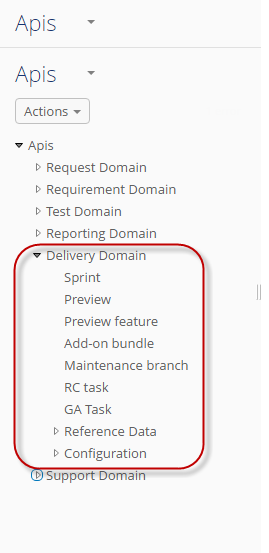 Apis
Apis
Actions
Apis
Request Domain
Requirement Domain
Test Domain
Reporting Domain
Delivery Domain
Sprint
Preview
Preview feature
Add-on bundle
Maintenance branch
RC task
GA Task
Reference Data
Configuration
Support Domain